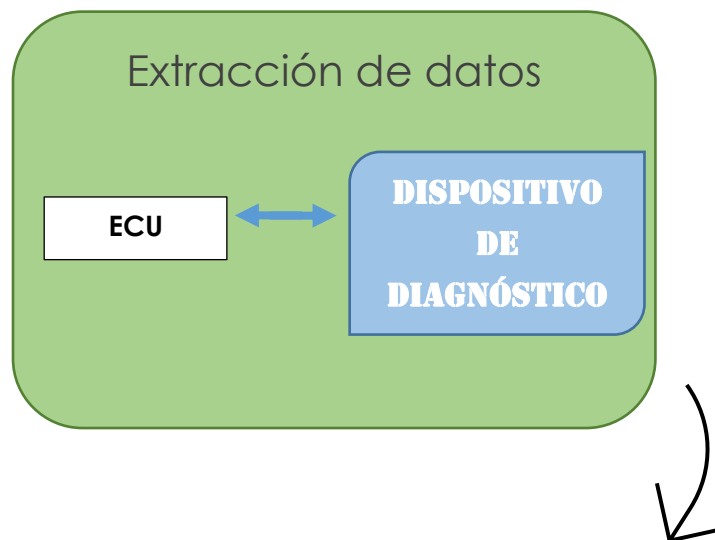 Extracción de datos
ECU
DISPOSITIVO
DE
DIAGNÓSTICO